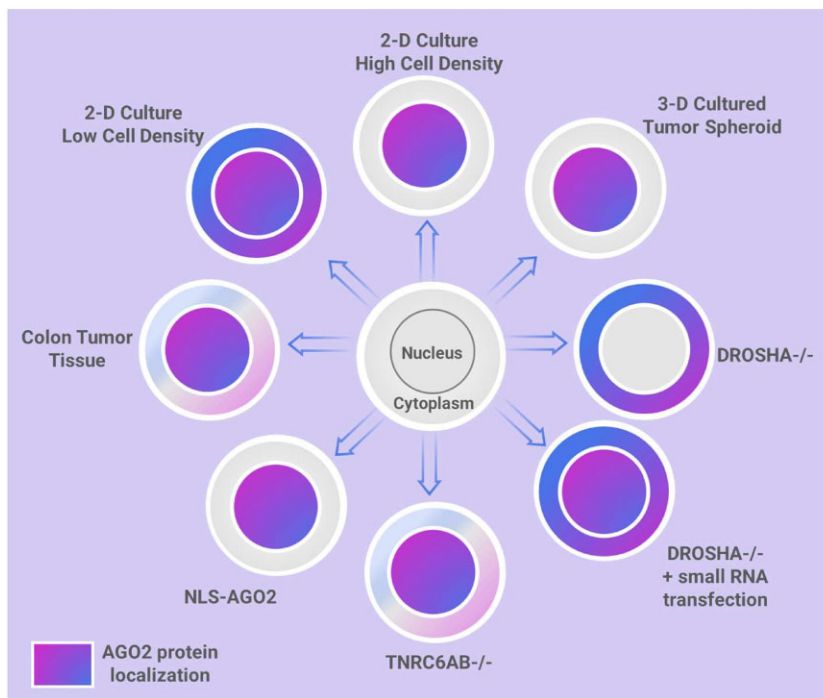 2-D Culture
High Cell Density
2-D Culture
Low Cell Density
3-D Cultured
Tumor Spheroid
Colon Tumor
Tissue
Nucleus
Cytoplasm
DROSHA-/-
NLS-AGO2
TNRC6AB-/-
DROSHA-/-
+ small RNA
transfection
AGO2 protein
localization